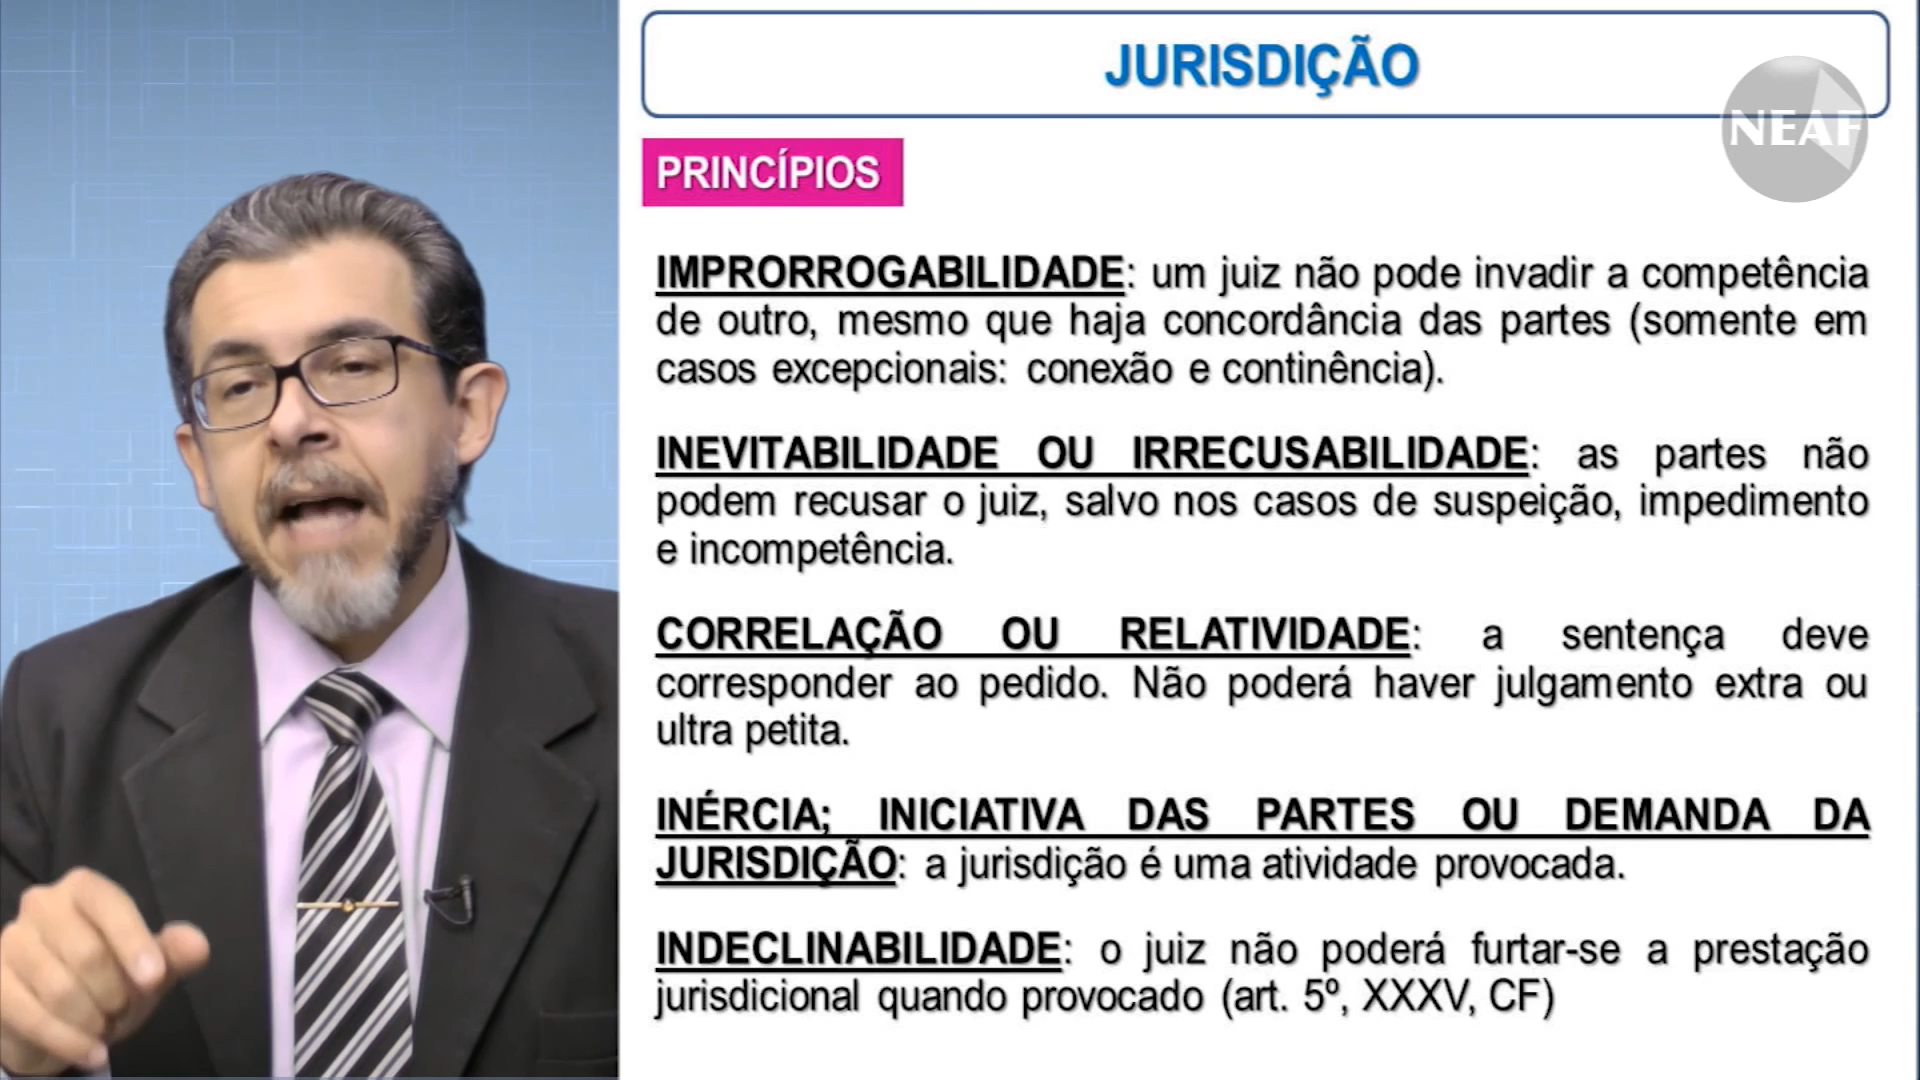 JURISDIÇÃO
NEAF
PRINCÍPIOS
IMPRORROGABILIDADE: um juiz não pode invadir a competência
de outro, mesmo que haja concordância das partes (somente em
casos excepcionais: conexão e continência).
INEVITABILIDADE OU IRRECUSABILIDADE: as partes não
podem recusar o juiz, salvo nos casos de suspeição, impedimento
e incompetência.
CORRELAÇÃO OU RELATIVIDADE: a sentença deve
corresponder ao pedido. Não poderá haver julgamento extra ou
ultra petita.
INÉRCIA; INICIATIVA DAS PARTES OU DEMANDA DA
JURISDIÇÃO: a jurisdição é uma atividade provocada.
INDECLINABILIDADE: o juiz não poderá furtar-se a prestação
jurisdicional quando provocado (art. 5º, XXXV, CF)